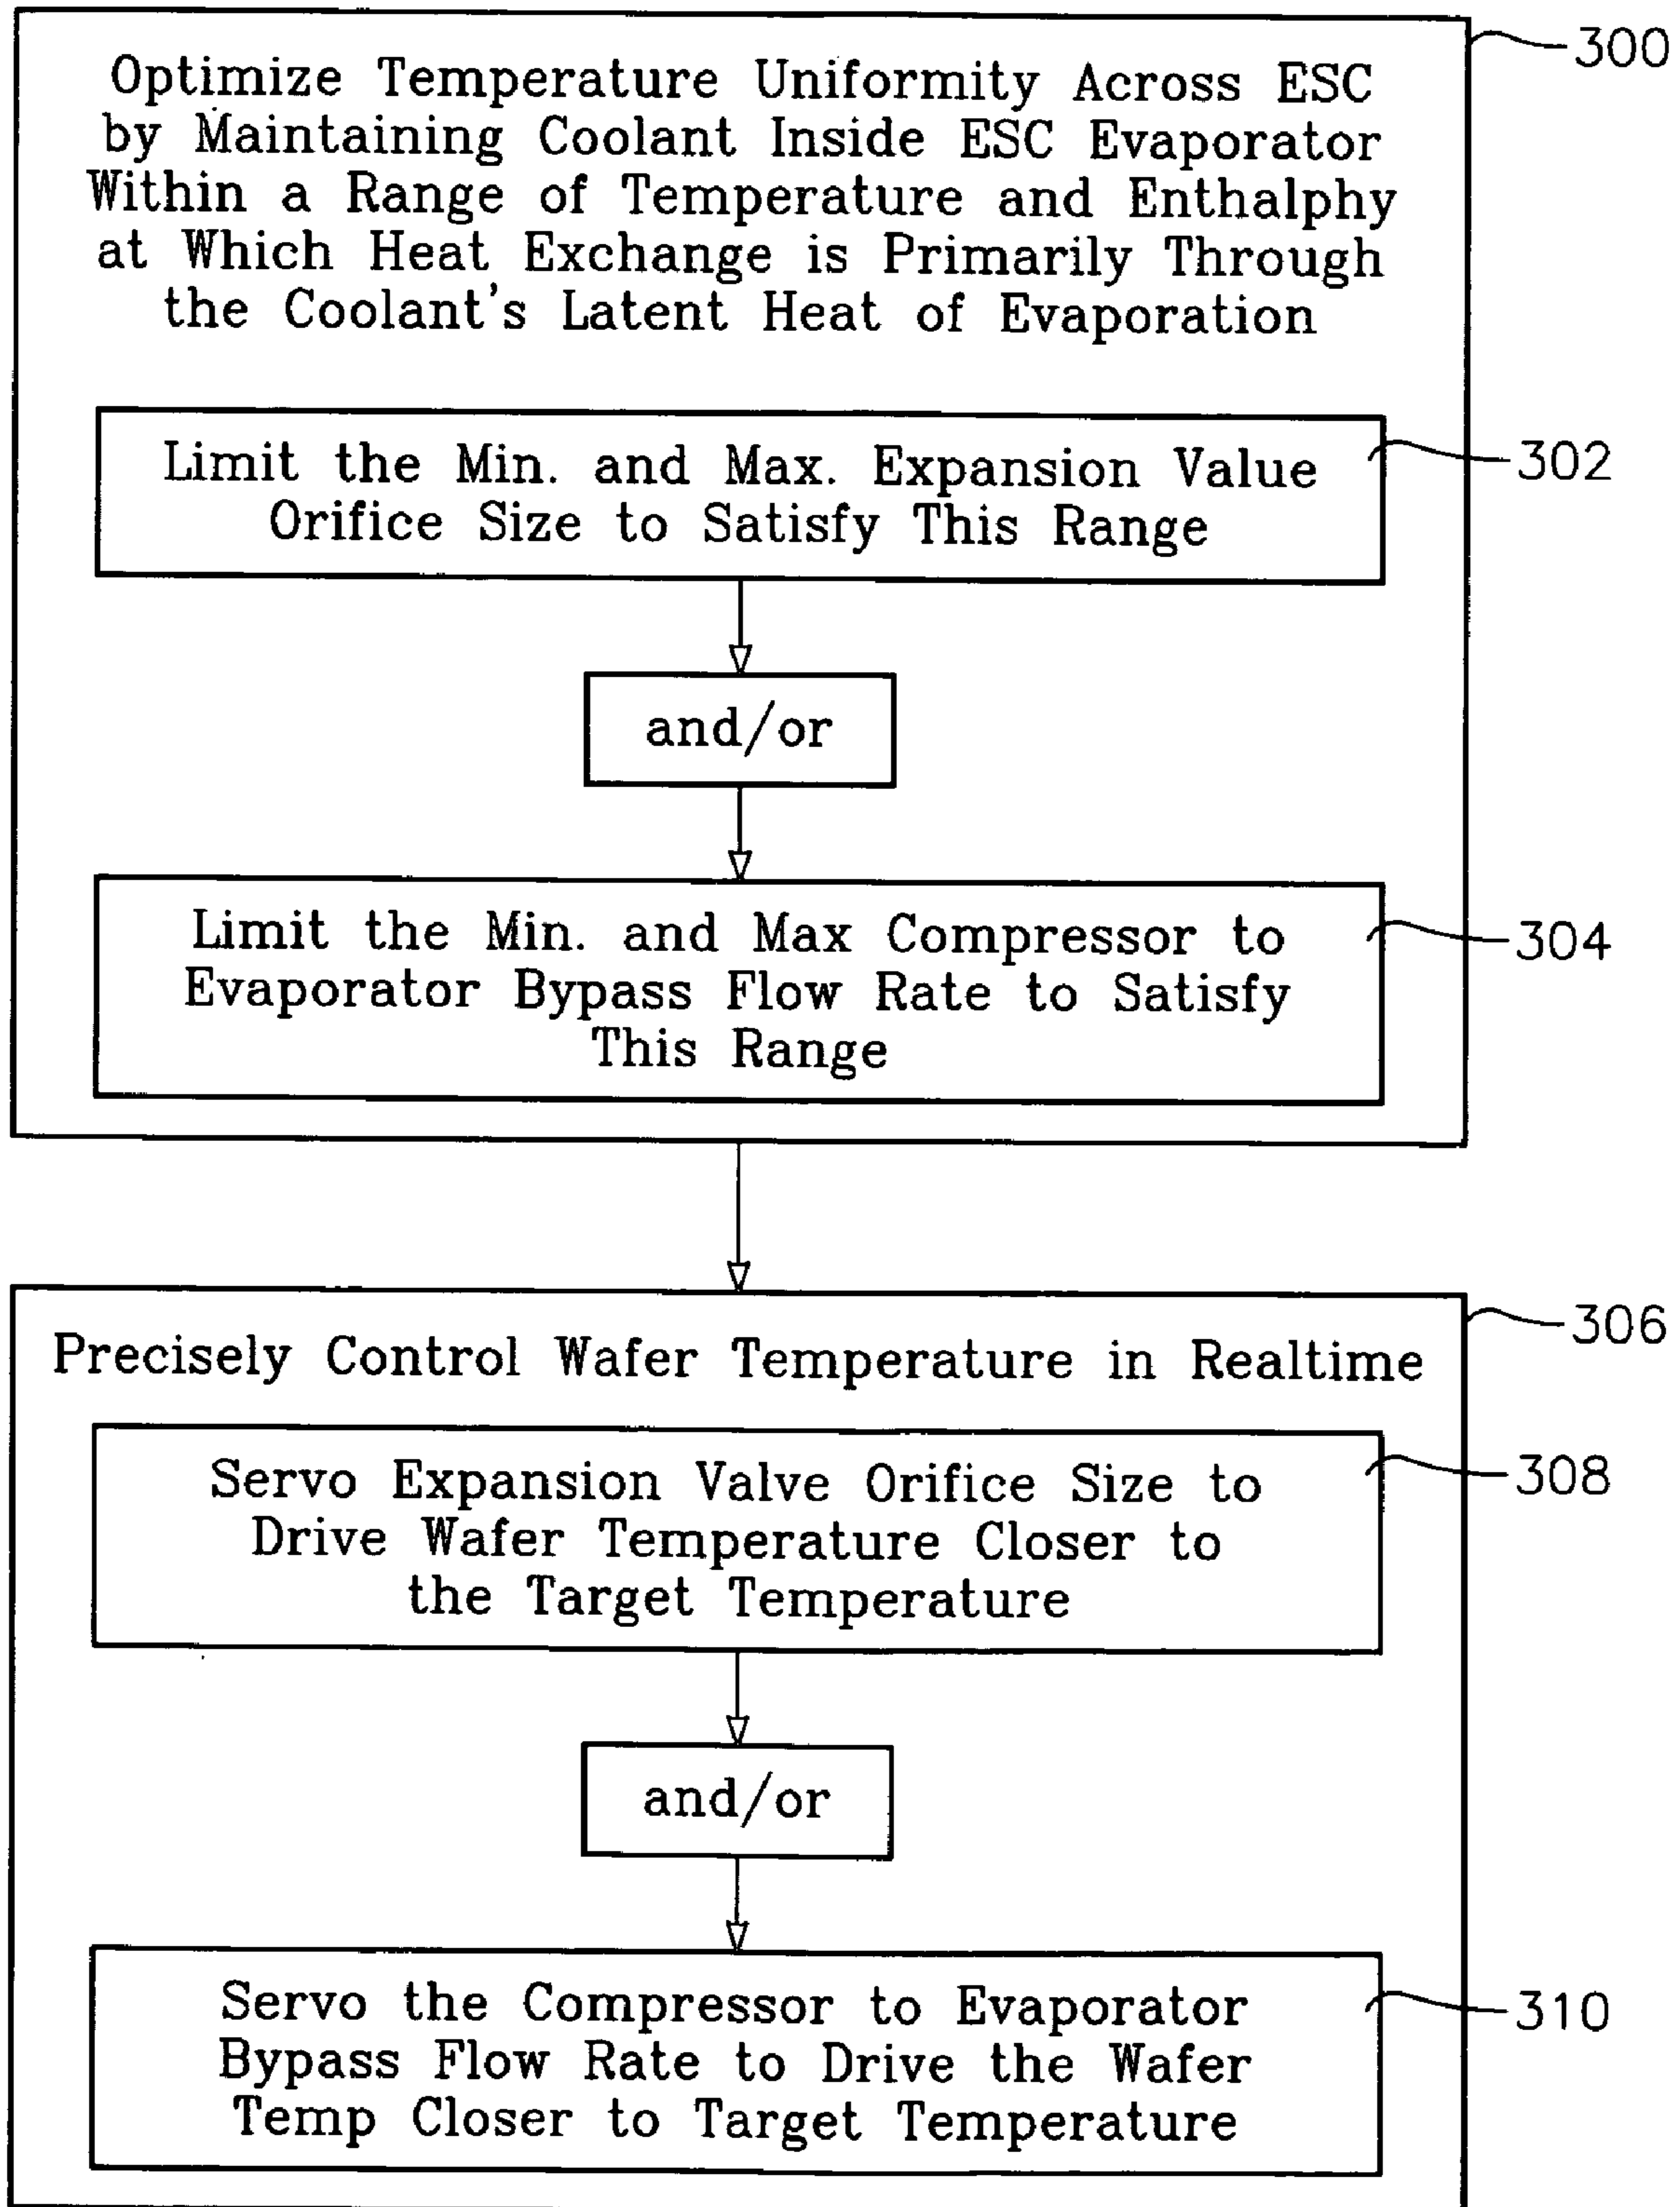 300
Optimize Temperature Uniformity Across ESC
by Maintaining Coolant Inside ESC Evaporator
Within a Range of Temperature and Enthalphy
at Which Heat Exchange is Primarily Through
the Coolant's Latent Heat of Evaporation
302
Limit the Min. and Max. Expansion Value
Orifice Size to Satisfy This Range
and/or
304
Limit the Min. and Max Compressor to
Evaporator Bypass Flow Rate to Satisfy
This Range
306
Precisely Control Wafer Temperature in Realtime
308
Servo Expansion Valve Orifice Size to
Drive Wafer Temperature Closer to
the Target Temperature
and/or
310
Servo the Compressor to Evaporator
Bypass Flow Rate to Drive the Wafer
Temp Closer to Target Temperature